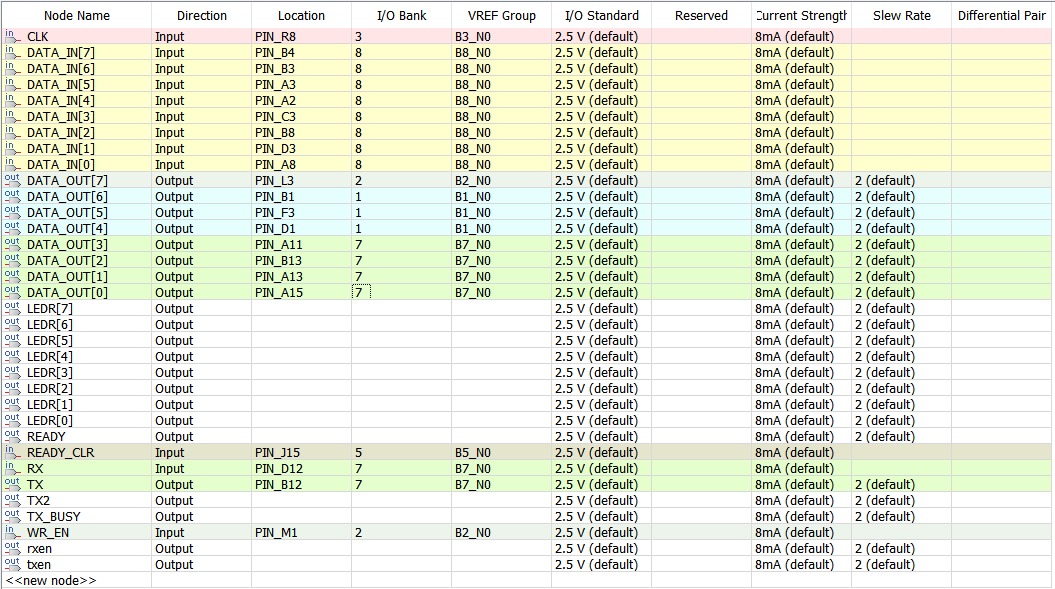 Node Name Direction Location I/O Bank VREF Group I/O Standard Reserved Current Strength Slew Rate Differential Pair
in CLK Input PIN_R8 3 B3_N0 2.5 V (default) 8mA (default)
in DATA_IN[7] Input PIN_B4 8 B8_N0 2.5 V (default) 8mA (default)
in DATA_IN[6] Input PIN_B3 8 B8_N0 2.5 V (default) 8mA (default)
in DATA_IN[5] Input PIN_A3 8 B8_N0 2.5 V (default) 8mA (default)
in DATA_IN[4] Input PIN_A2 8 B8_N0 2.5 V (default) 8mA (default)
in DATA_IN[3] Input PIN_C3 8 B8_N0 2.5 V (default) 8mA (default)
in DATA_IN[2] Input PIN_B8 8 B8_N0 2.5 V (default) 8mA (default)
in DATA_IN[1] Input PIN_D3 8 B8_N0 2.5 V (default) 8mA (default)
in DATA_IN[0] Input PIN_A8 8 B8_N0 2.5 V (default) 8mA (default)
out DATA_OUT[7] Output PIN_L3 2 B2_N0 2.5 V (default) 8mA (default) 2 (default)
out DATA_OUT[6] Output PIN_B1 1 B1_N0 2.5 V (default) 8mA (default) 2 (default)
out DATA_OUT[5] Output PIN_F3 1 B1_N0 2.5 V (default) 8mA (default) 2 (default)
out DATA_OUT[4] Output PIN_D1 1 B1_N0 2.5 V (default) 8mA (default) 2 (default)
out DATA_OUT[3] Output PIN_A11 7 B7_N0 2.5 V (default) 8mA (default) 2 (default)
out DATA_OUT[2] Output PIN_B13 7 B7_N0 2.5 V (default) 8mA (default) 2 (default)
out DATA_OUT[1] Output PIN_A13 7 B7_N0 2.5 V (default) 8mA (default) 2 (default)
out DATA_OUT[0] Output PIN_A15 7 B7_N0 2.5 V (default) 8mA (default) 2 (default)
out LEDR[7] Output 2.5 V (default) 8mA (default) 2 (default)
out LEDR[6] Output 2.5 V (default) 8mA (default) 2 (default)
out LEDR[5] Output 2.5 V (default) 8mA (default) 2 (default)
out LEDR[4] Output 2.5 V (default) 8mA (default) 2 (default)
out LEDR[3] Output 2.5 V (default) 8mA (default) 2 (default)
out LEDR[2] Output 2.5 V (default) 8mA (default) 2 (default)
out LEDR[1] Output 2.5 V (default) 8mA (default) 2 (default)
out LEDR[0] Output 2.5 V (default) 8mA (default) 2 (default)
out READY Output 2.5 V (default) 8mA (default) 2 (default)
in READY_CLR Input PIN_J15 5 B5_N0 2.5 V (default) 8mA (default)
in RX Input PIN_D12 7 B7_N0 2.5 V (default) 8mA (default)
out TX Output PIN_B12 7 B7_N0 2.5 V (default) 8mA (default) 2 (default)
out TX2 Output 2.5 V (default) 8mA (default) 2 (default)
out TX_BUSY Output 2.5 V (default) 8mA (default) 2 (default)
in WR_EN Input PIN_M1 2 B2_N0 2.5 V (default) 8mA (default)
out rxen Output 2.5 V (default) 8mA (default) 2 (default)
out txen Output 2.5 V (default) 8mA (default) 2 (default)
<<new node>>